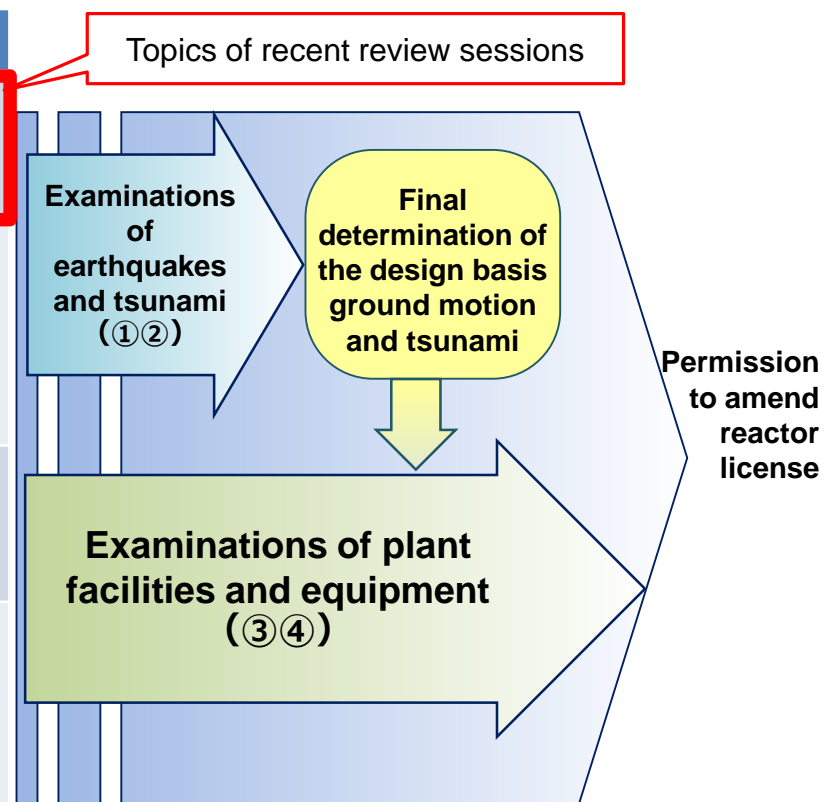 Topics of recent review sessions
Examinations
of
earthquakes
and tsunami
(①②)
Final
determination of
the design basis
ground motion
and tsunami
Permission
to amend
reactor
license
Examinations of plant
facilities and equipment
(③④)